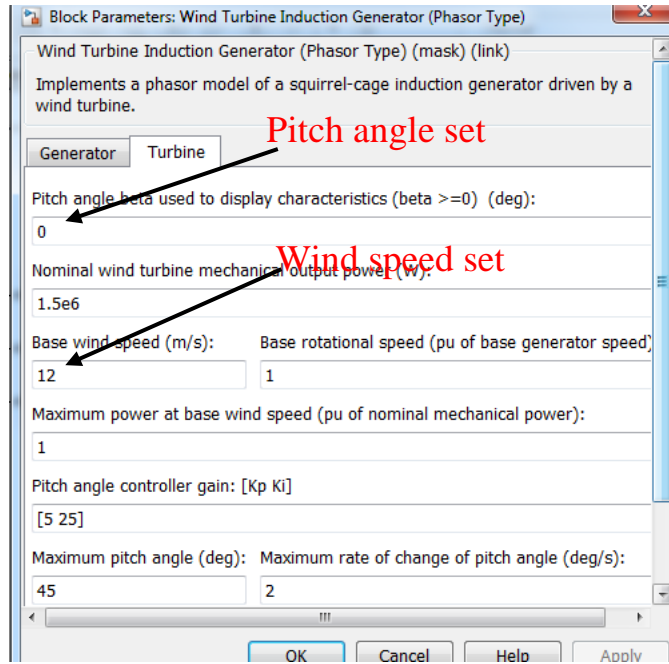 Block Parameters: Wind Turbine Induction Generator (Phasor Type)
X
Wind Turbine Induction Generator (Phasor Type) (mask) (link)
Implements a phasor model of a squirrel-cage induction generator driven by a
wind turbine.
Pitch angle set
Generator Turbine
Pitch angle beta used to display characteristics (beta >=0) (deg):
0
Wind speed set
Nominal wind turbine mechanical output power (W):
1.5e6
Base wind speed (m/s): Base rotational speed (pu of base generator speed)
12 1
Maximum power at base wind speed (pu of nominal mechanical power):
1
Pitch angle controller gain: [Kp Ki]
[5 25]
Maximum pitch angle (deg): Maximum rate of change of pitch angle (deg/s):
45 2
OK Cancel Help Apply